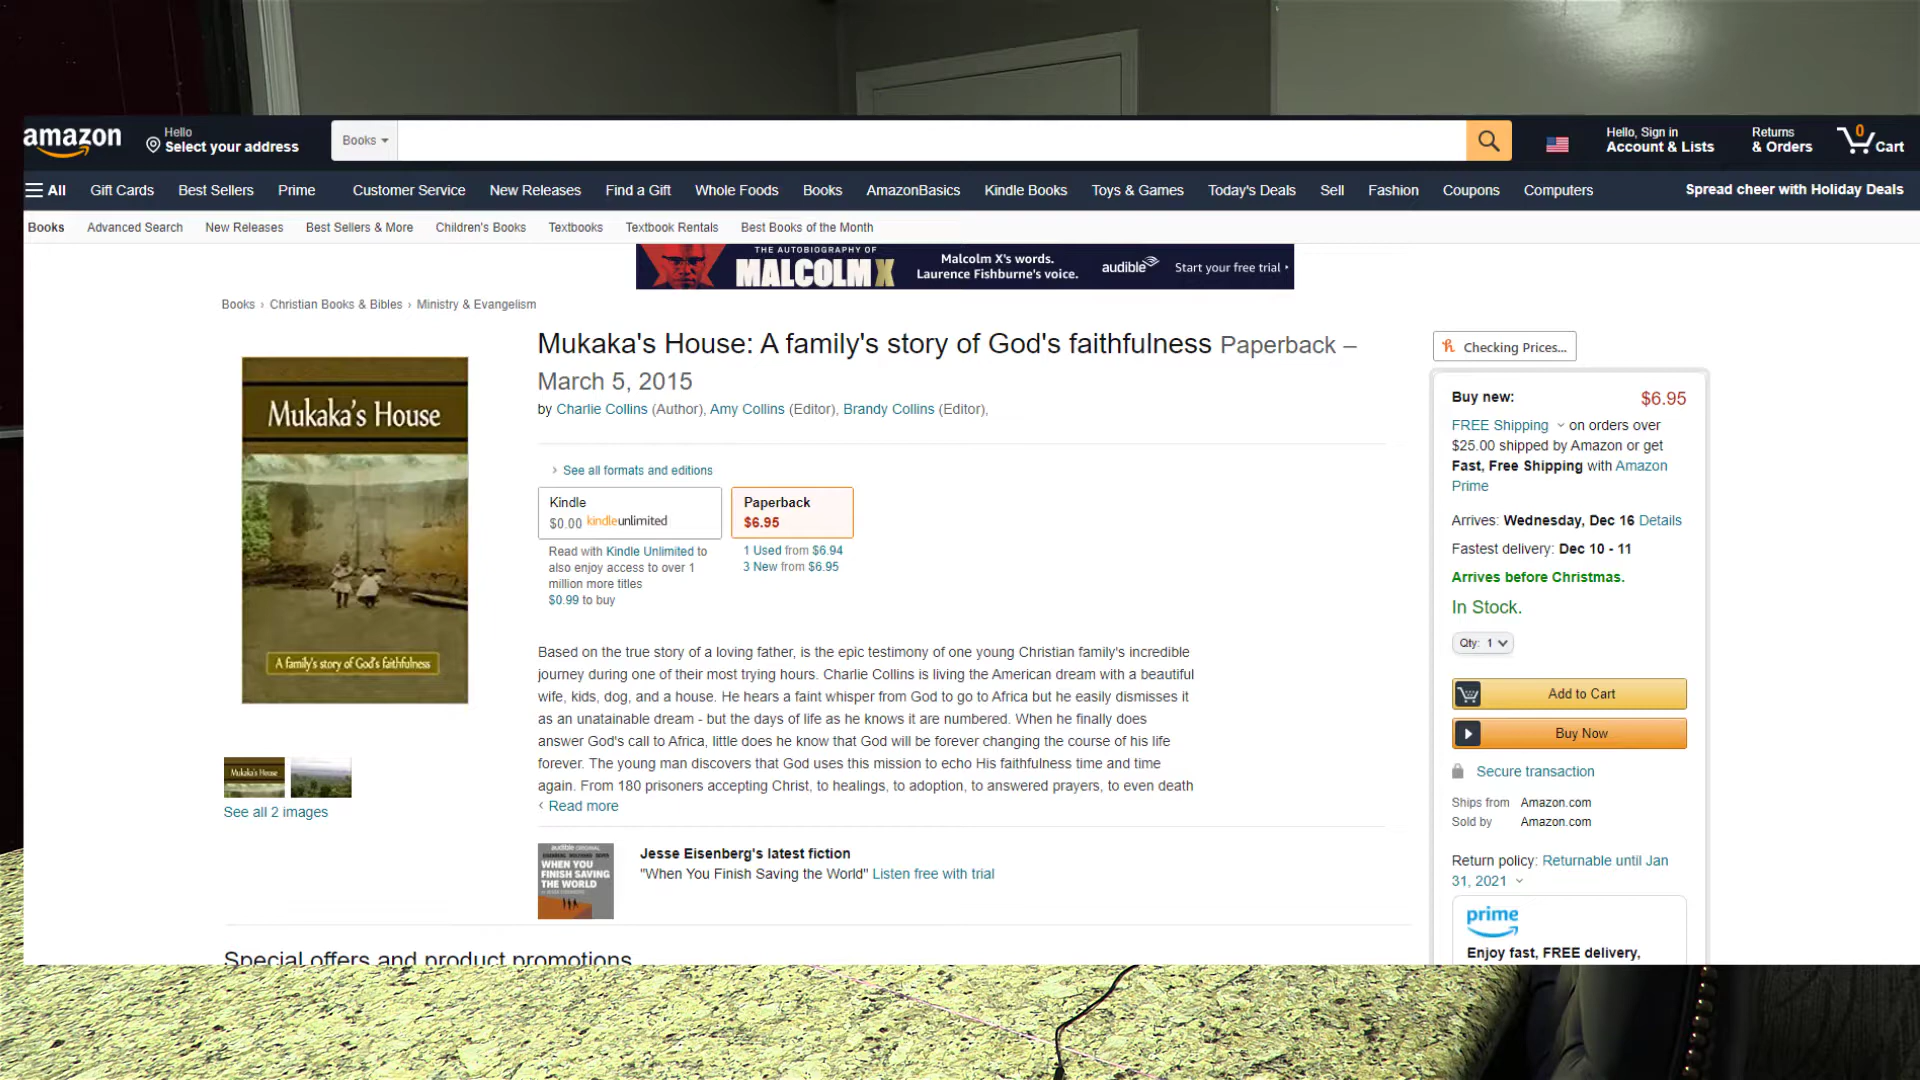 amazon
Hello
Select your address
Books
Hello, Sign in
Account & Lists
Returns
& Orders
0
Cart
All
Gift Cards
Best Sellers
Prime
Customer Service
New Releases
Find a Gift
Whole Foods
Books
AmazonBasics
Kindle Books
Toys & Games
Today's Deals
Sell
Fashion
Coupons
Computers
Spread cheer with Holiday Deals
Books
Advanced Search
New Releases
Best Sellers & More
Children's Books
Textbooks
Textbook Rentals
Best Books of the Month
THE AUTOBIOGRAPHY OF
MALCOLM X
Malcolm X's words.
Laurence Fishburne's voice.
audible
Start your free trial ›
Books › Christian Books & Bibles › Ministry & Evangelism
Mukaka's House
A family's story of God's faithfulness
Mukaka's House
See all 2 images
Mukaka's House: A family's story of God's faithfulness Paperback –
March 5, 2015
by Charlie Collins (Author), Amy Collins (Editor), Brandy Collins (Editor),
› See all formats and editions
Kindle
$0.00 kindleunlimited
Read with Kindle Unlimited to
also enjoy access to over 1
million more titles
$0.99 to buy
Paperback
$6.95
1 Used from $6.94
3 New from $6.95
Based on the true story of a loving father, is the epic testimony of one young Christian family's incredible
journey during one of their most trying hours. Charlie Collins is living the American dream with a beautiful
wife, kids, dog, and a house. He hears a faint whisper from God to go to Africa but he easily dismisses it
as an unatainable dream - but the days of life as he knows it are numbered. When he finally does
answer God's call to Africa, little does he know that God will be forever changing the course of his life
forever. The young man discovers that God uses this mission to echo His faithfulness time and time
again. From 180 prisoners accepting Christ, to healings, to adoption, to answered prayers, to even death
‹ Read more
audible ORIGINAL
WHEN YOU
FINISH SAVING
THE WORLD
Jesse Eisenberg's latest fiction
"When You Finish Saving the World" Listen free with trial
Special offers and product promotions
Checking Prices...
Buy new:
$6.95
FREE Shipping on orders over
$25.00 shipped by Amazon or get
Fast, Free Shipping with Amazon
Prime
Arrives: Wednesday, Dec 16 Details
Fastest delivery: Dec 10 - 11
Arrives before Christmas.
In Stock.
Qty: 1
Add to Cart
Buy Now
Secure transaction
Ships from Amazon.com
Sold by Amazon.com
Return policy: Returnable until Jan
31, 2021
prime
Enjoy fast, FREE delivery,